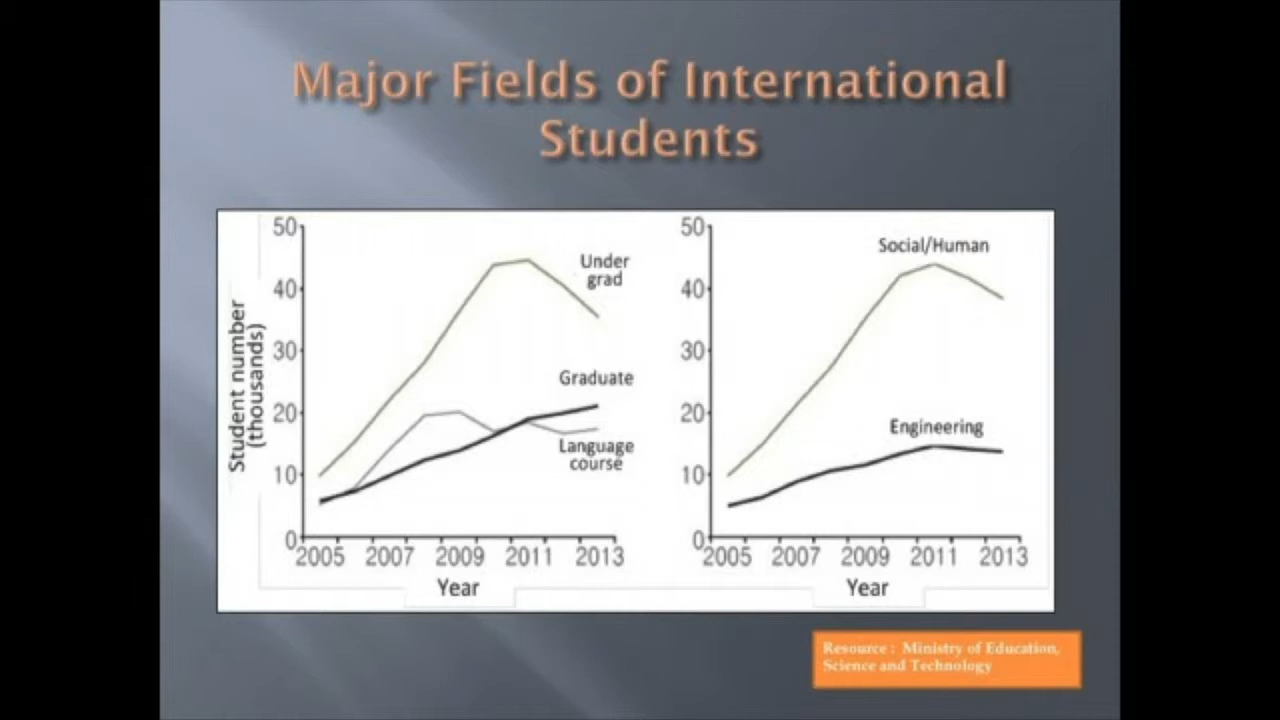 Major Fields of International
Students
50
40
30
20
10
0
Student number
(thousands)
Under
grad
Graduate
Language
course
2005 2007 2009 2011 2013
Year
50
40
30
20
10
0
Social/Human
Engineering
2005 2007 2009 2011 2013
Year
Resource : Ministry of Education,
Science and Technology